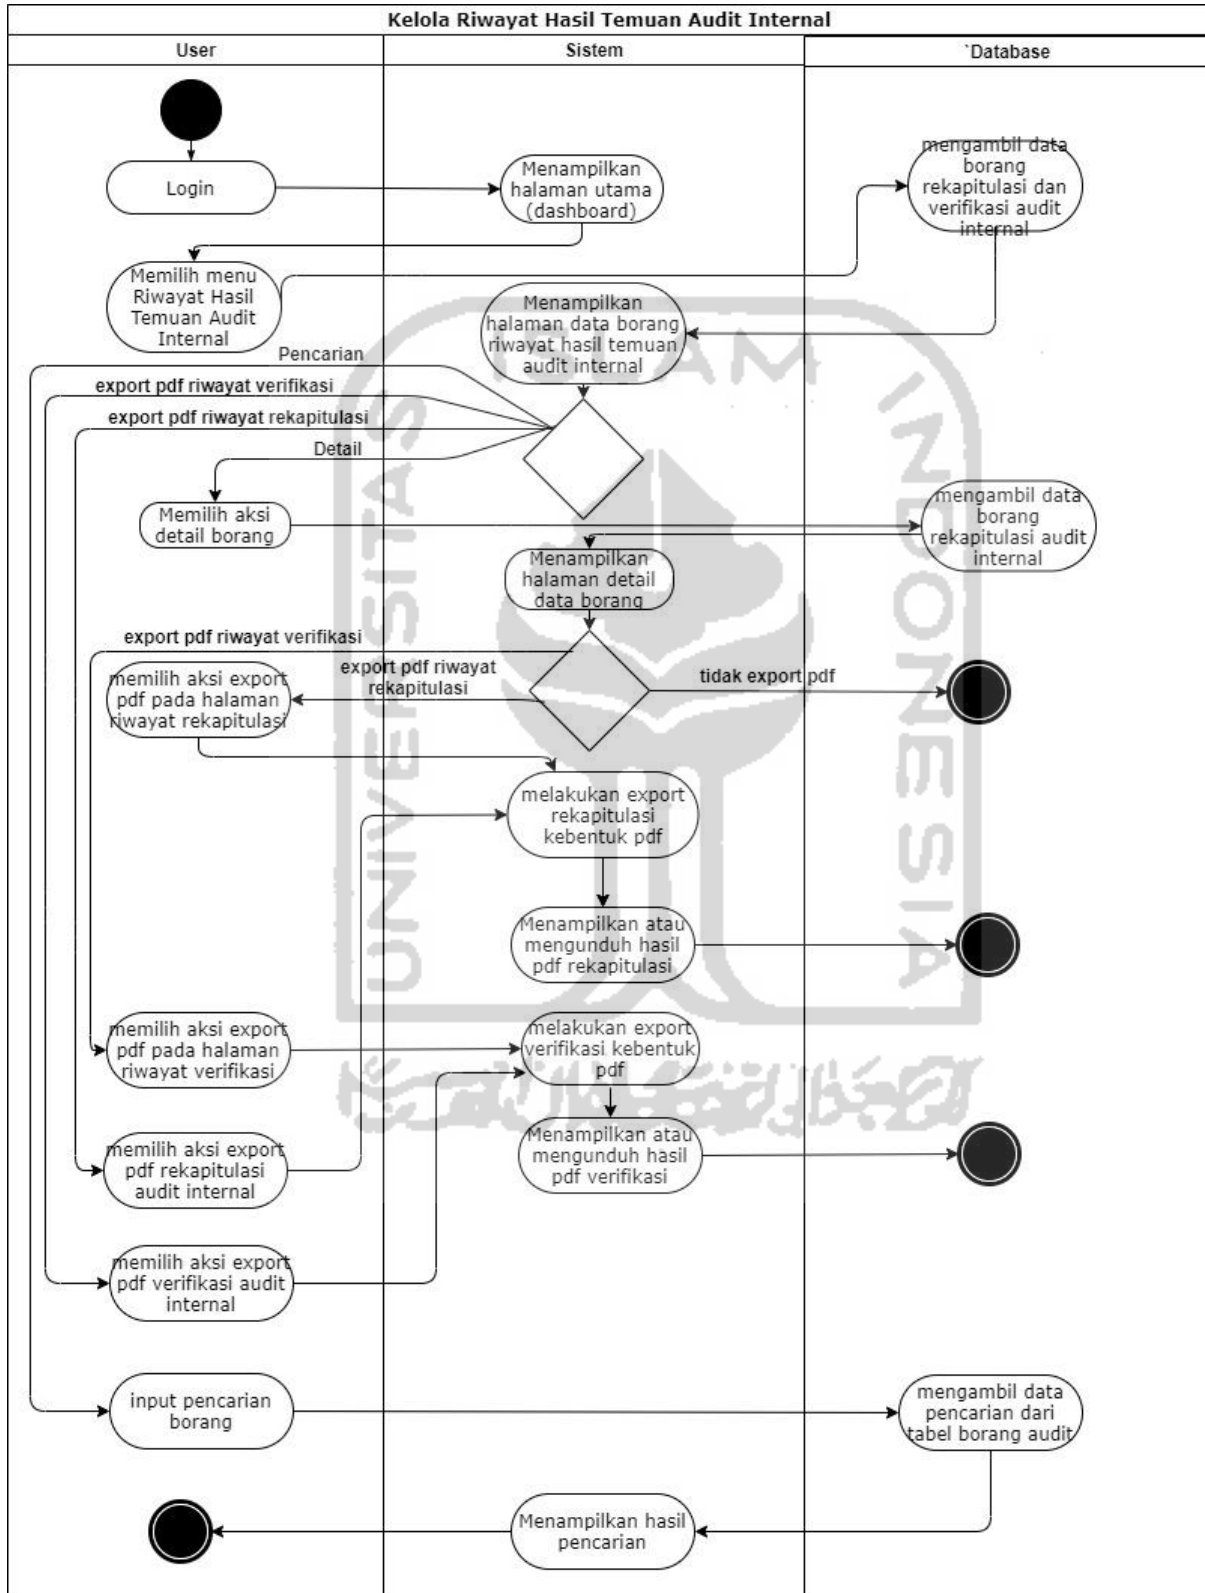 Kelola Riwayat Hasil Temuan Audit Internal
User
Sistem
`Database
Login
Menampilkan
halaman utama
(dashboard)
mengambil data
borang
rekapitulasi dan
verifikasi audit
internal
Memilih menu
Riwayat Hasil
Temuan Audit
Internal
Menampilkan
halaman data borang
riwayat hasil temuan
audit internal
Pencarian
export pdf riwayat verifikasi
export pdf riwayat rekapitulasi
Detail
Memilih aksi
detail borang
mengambil data
borang
rekapitulasi audit
internal
Menampilkan
halaman detail
data borang
export pdf riwayat verifikasi
export pdf riwayat
rekapitulasi
tidak export pdf
memilih aksi export
pdf pada halaman
riwayat rekapitulasi
melakukan export
rekapitulasi
kebentuk pdf
Menampilkan atau
mengunduh hasil
pdf rekapitulasi
memilih aksi export
pdf pada halaman
riwayat verifikasi
melakukan export
verifikasi kebentuk
pdf
memilih aksi export
pdf rekapitulasi
audit internal
Menampilkan atau
mengunduh hasil
pdf verifikasi
memilih aksi export
pdf verifikasi audit
internal
input pencarian
borang
mengambil data
pencarian dari
tabel borang audit
Menampilkan hasil
pencarian
UNIVERSITAS
ISLAM
INDONESIA